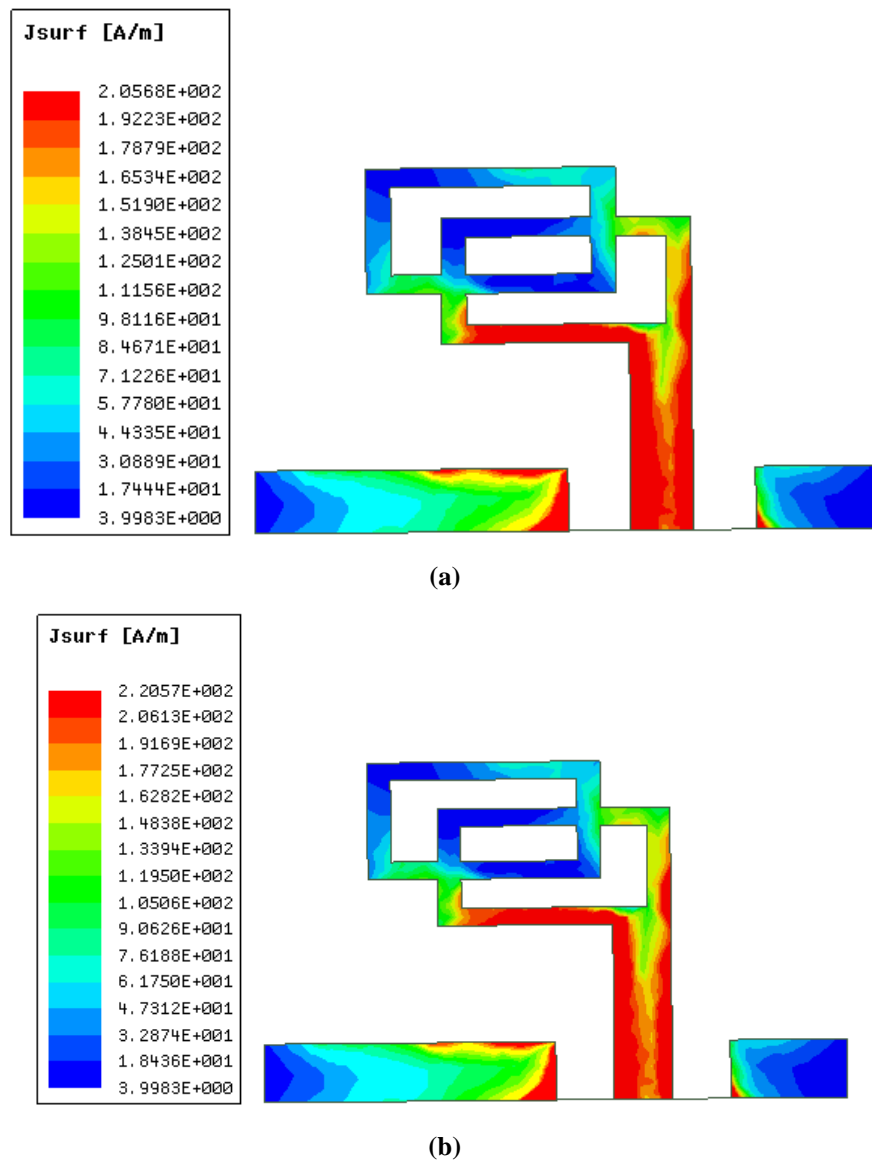 Jsurf [A/m]
2.0568E+002
1.9223E+002
1.7879E+002
1.6534E+002
1.5190E+002
1.3845E+002
1.2501E+002
1.1156E+002
9.8116E+001
8.4671E+001
7.1226E+001
5.7780E+001
4.4335E+001
3.0889E+001
1.7444E+001
3.9983E+000
(a)
Jsurf [A/m]
2.2057E+002
2.0613E+002
1.9169E+002
1.7725E+002
1.6282E+002
1.4838E+002
1.3394E+002
1.1950E+002
1.0506E+002
9.0626E+001
7.6188E+001
6.1750E+001
4.7312E+001
3.2874E+001
1.8436E+001
3.9983E+000
(b)